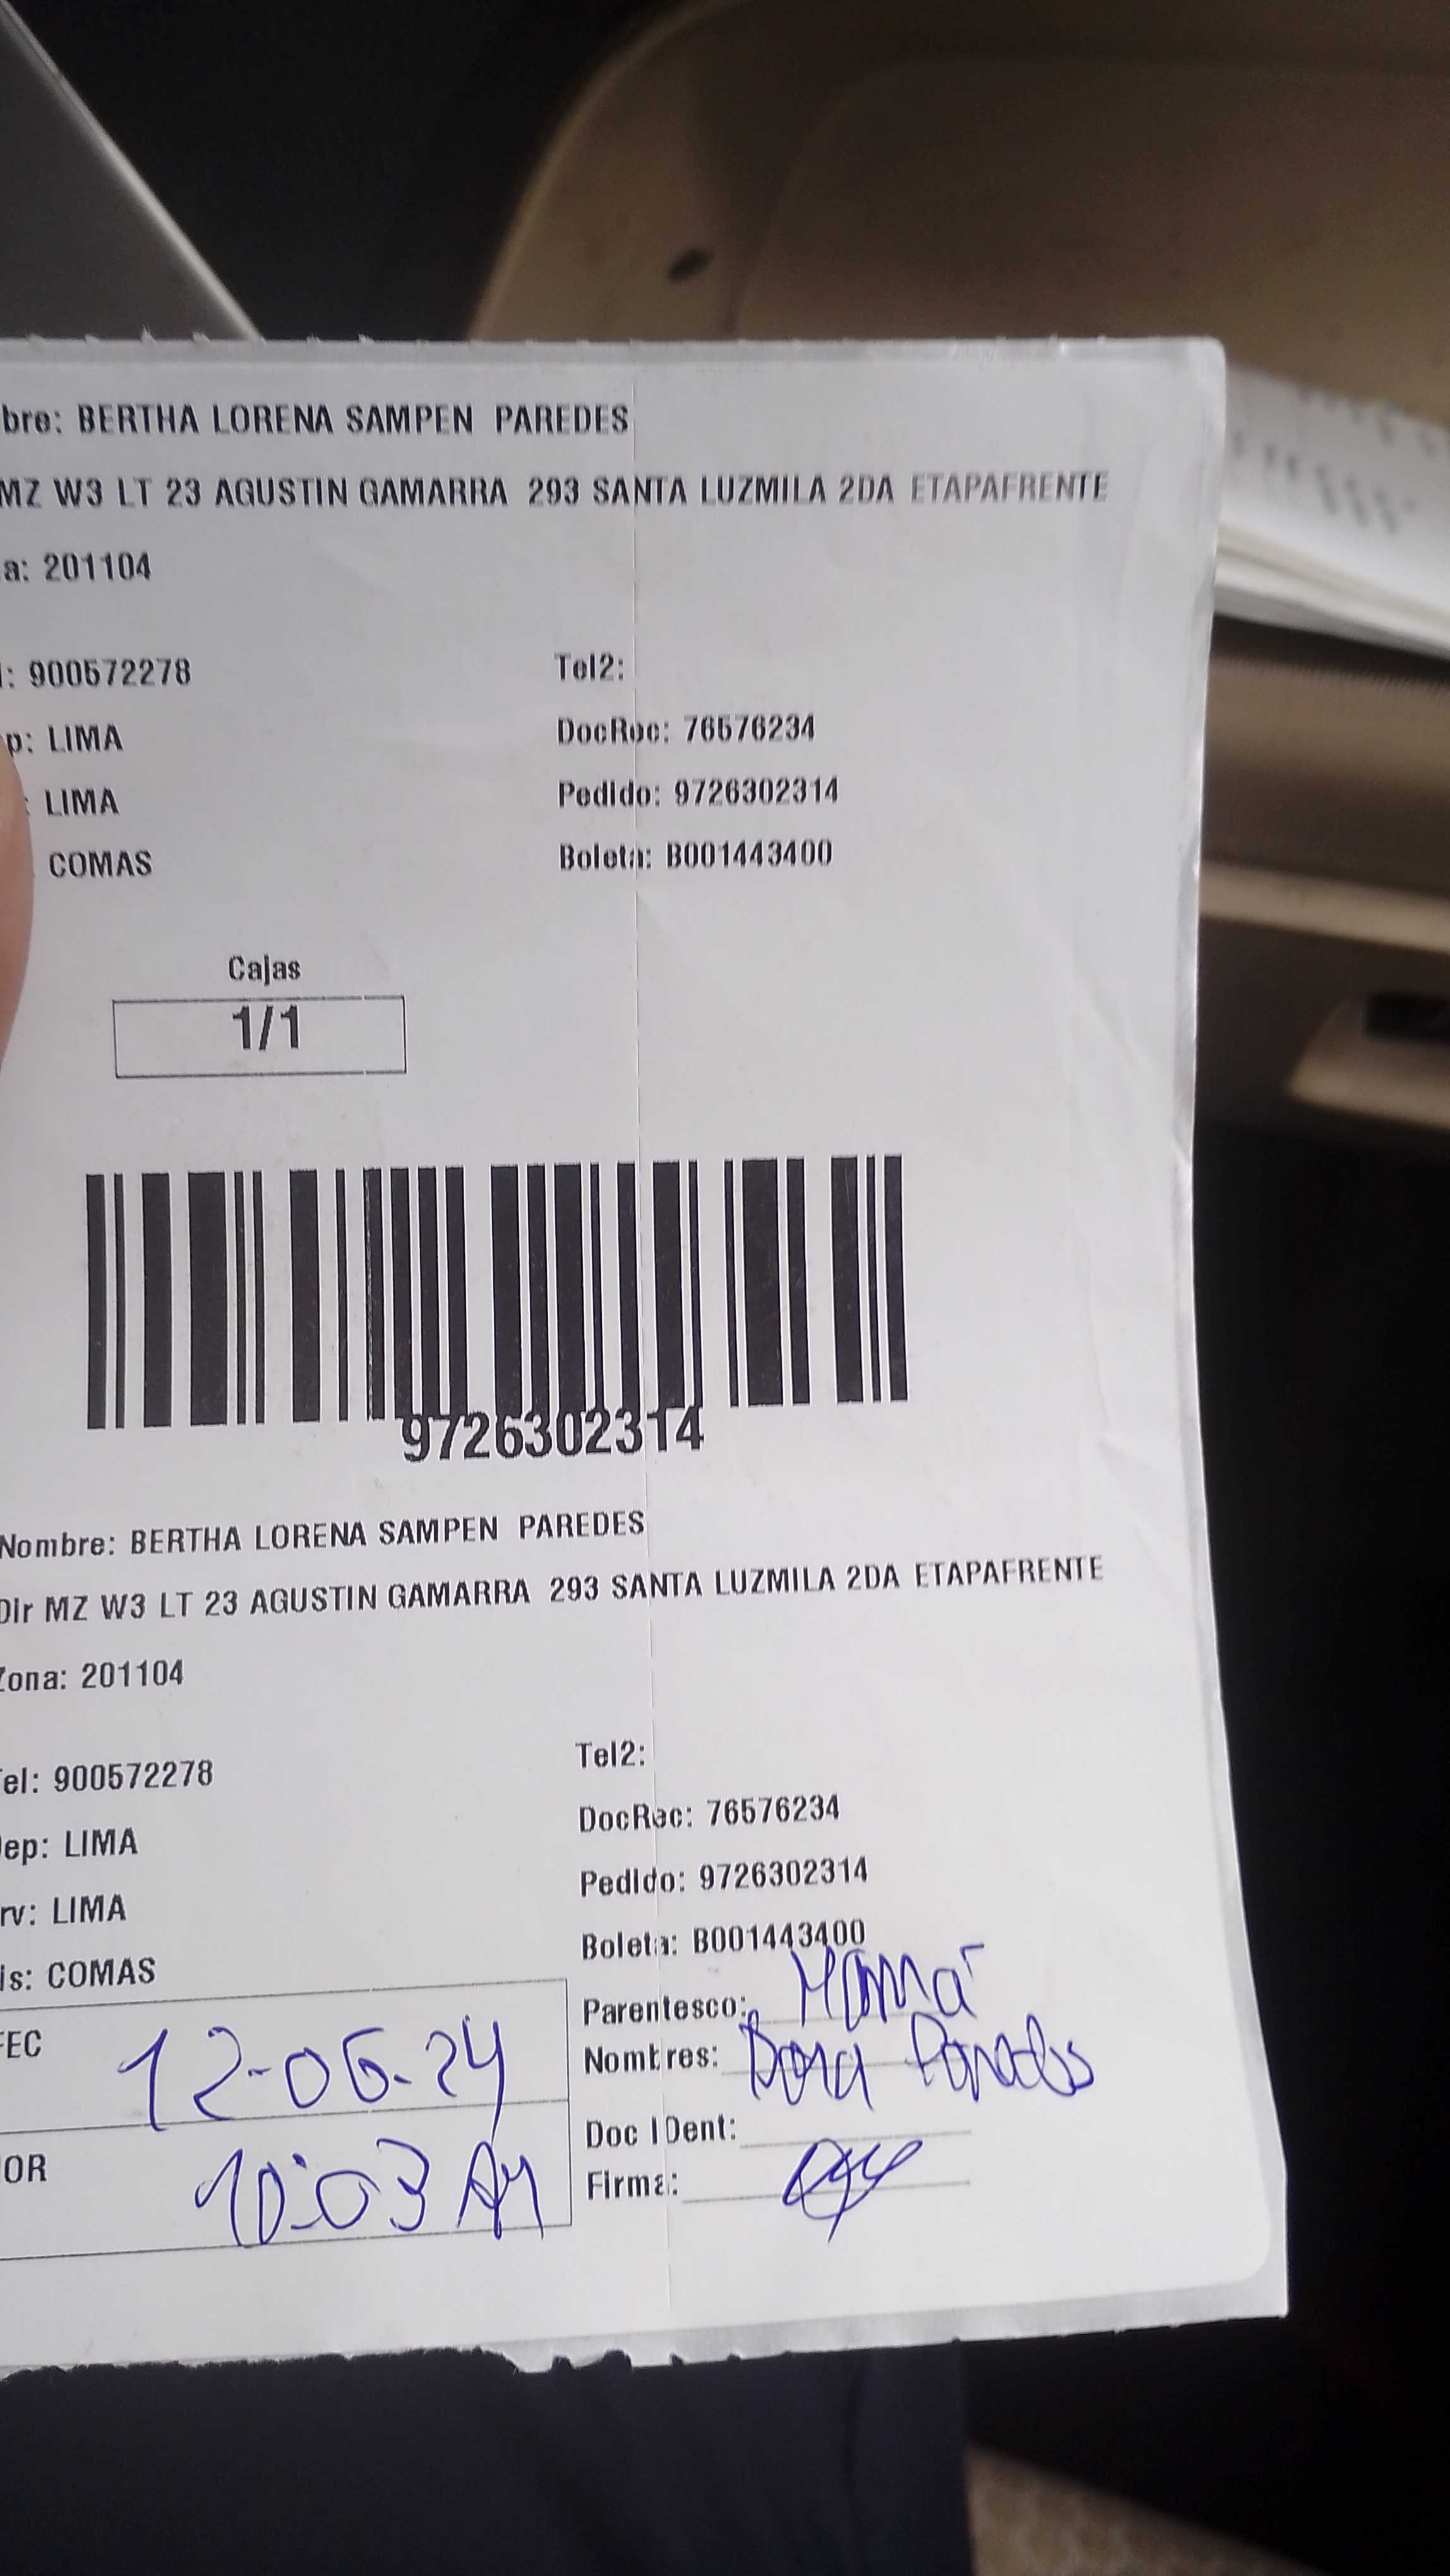 bre: BERTHA LORENA SAMPEN PAREDES
MZ W3 LT 23 AGUSTIN GAMARRA 293 SANTA LUZMILA 2DA ETAPAFRENTE
a: 201104
l: 900572278 Tel2:
p: LIMA DocRec: 76576234
: LIMA Pedido: 9726302314
COMAS Boleta: B001443400
Cajas
1/1
9726302314
Nombre: BERTHA LORENA SAMPEN PAREDES
Dir MZ W3 LT 23 AGUSTIN GAMARRA 293 SANTA LUZMILA 2DA ETAPAFRENTE
Zona: 201104
Tel: 900572278 Tel2:
Dep: LIMA DocRec: 76576234
rv: LIMA Pedido: 9726302314
is: COMAS Boleta: B001443400
FEC 12-06-24 Parentesco: Mamá
Nombres: Dora Paredes
OR 10:03 AM Doc IDent:
Firma: